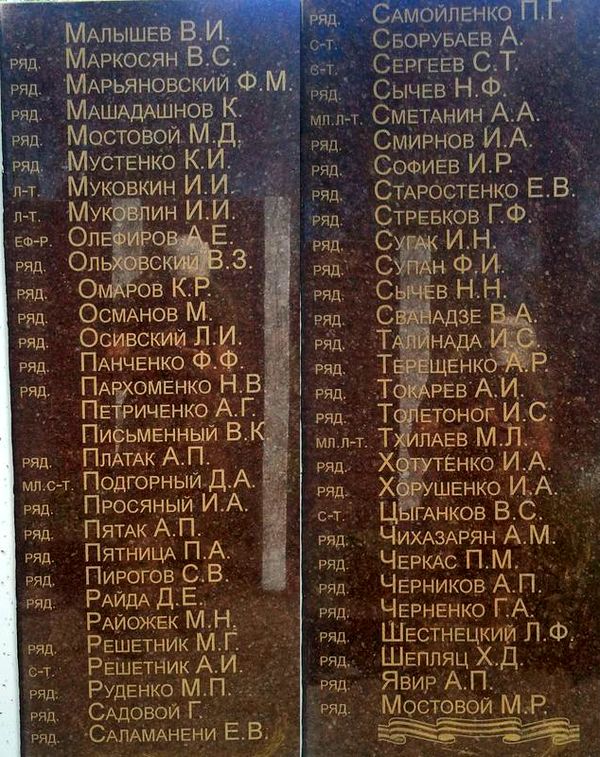 Малышев В.И.
ряд. Маркосян В.С.
ряд. Марьяновский Ф.М.
ряд. Машадашнов К.
ряд. Мостовой М.Д.
ряд. Мустенко К.И.
л-т. Муковкин И.И.
л-т. Муковлин И.И.
еф-р. Олефиров А.Е.
ряд. Ольховский В.З.
ряд. Омаров К.Р.
ряд. Османов М.
ряд. Осивский Л.И.
ряд. Панченко Ф.Ф.
ряд. Пархоменко Н.В.
Петриченко А.Г.
Письменный В.К.
ряд. Платак А.П.
мл.с-т. Подгорный Д.А.
ряд. Просяный И.А.
ряд. Пятак А.П.
ряд. Пятница П.А.
ряд. Пирогов С.В.
ряд. Райда Д.Е.
Райожек М.Н.
ряд. Решетник М.Г.
с-т. Решетник А.И.
ряд. Руденко М.П.
ряд. Садовой Г.
ряд. Саламанени Е.В.
ряд. Самойленко П.Г.
с-т. Сборубаев А.
с-т. Сергеев С.Т.
ряд. Сычев Н.Ф.
мл.л-т. Сметанин А.А.
ряд. Смирнов И.А.
ряд. Софиев И.Р.
ряд. Старостенко Е.В.
ряд. Стребков Г.Ф.
ряд. Сугак И.Н.
ряд. Супан Ф.И.
ряд. Сычев Н.Н.
ряд. Сванадзе В.А.
ряд. Талинада И.С.
ряд. Терещенко А.Р.
ряд. Токарев А.И.
ряд. Толетоног И.С.
мл.л-т. Тхилаев М.Л.
ряд. Хотутенко И.А.
ряд. Хорушенко И.А.
с-т. Цыганков В.С.
ряд. Чихазарян А.М.
ряд. Черкас П.М.
ряд. Черников А.П.
ряд. Черненко Г.А.
ряд. Шестнецкий Л.Ф.
ряд. Шепляц Х.Д.
ряд. Явир А.П.
ряд. Мостовой М.Р.